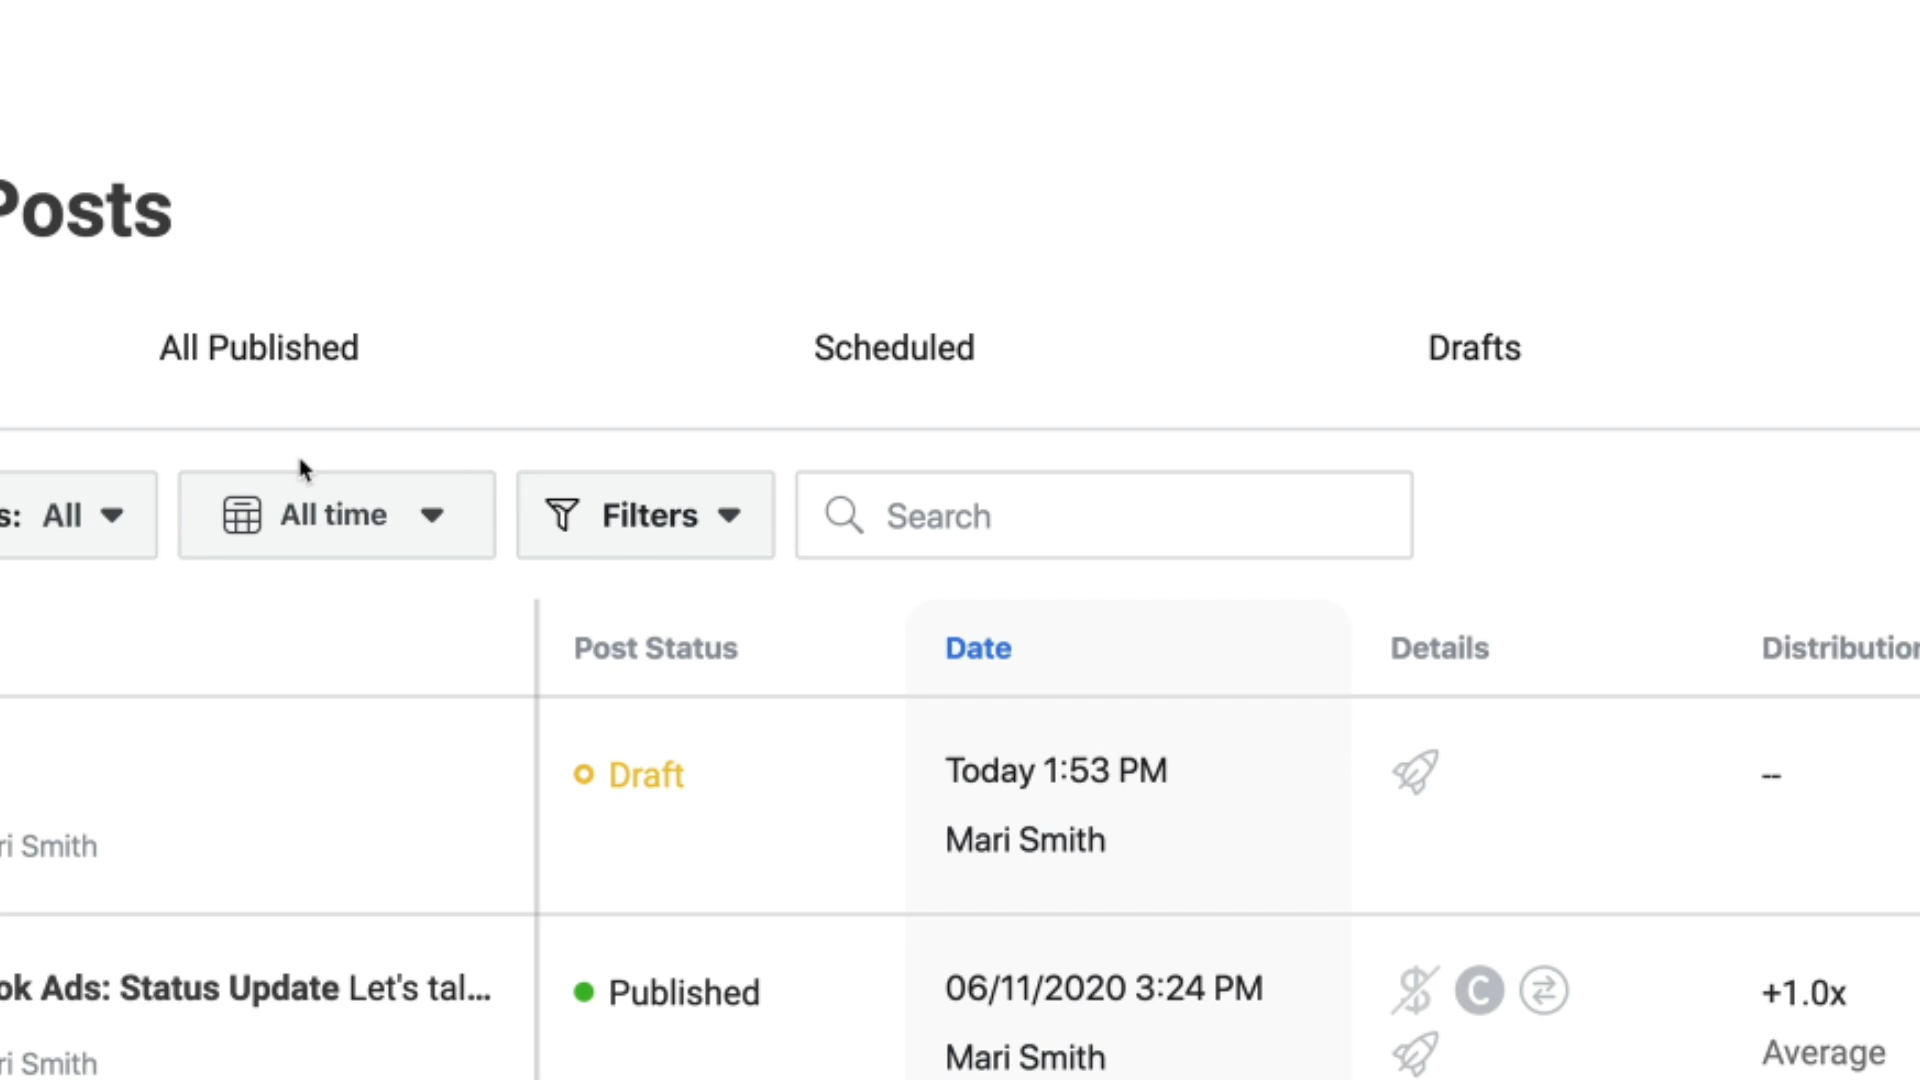 Posts
All Published Scheduled Drafts
s: All All time Filters Search
Post Status Date Details Distribution
Draft Today 1:53 PM --
ri Smith Mari Smith
ok Ads: Status Update Let's tal... Published 06/11/2020 3:24 PM C +1.0x
ri Smith Mari Smith Average